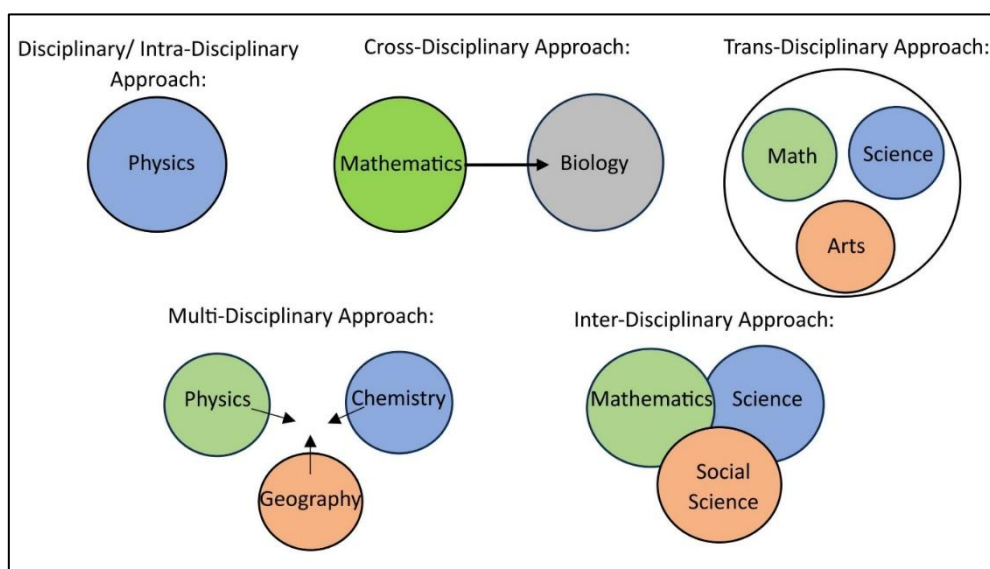 Disciplinary/ Intra-Disciplinary
Approach:
Physics
Cross-Disciplinary Approach:
Mathematics
Biology
Trans-Disciplinary Approach:
Math
Science
Arts
Multi-Disciplinary Approach:
Physics
Chemistry
Geography
Inter-Disciplinary Approach:
Mathematics
Science
Social
Science